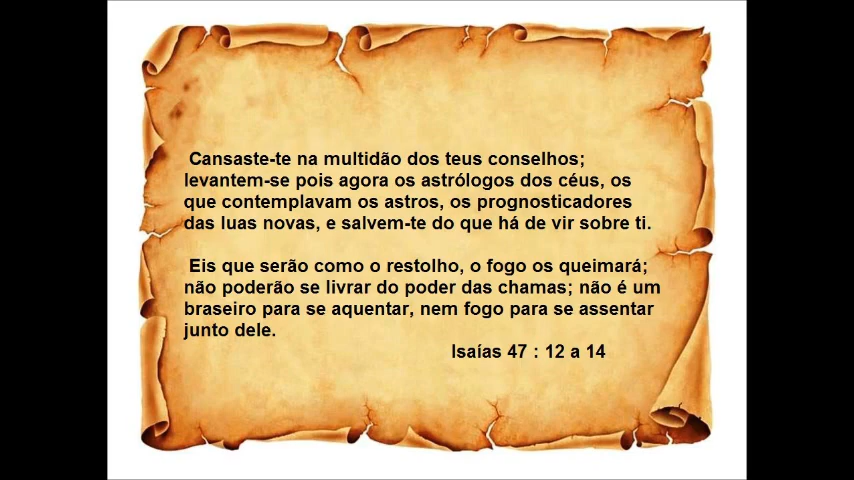 Cansaste-te na multidão dos teus conselhos;
levantem-se pois agora os astrólogos dos céus, os
que contemplavam os astros, os prognosticadores
das luas novas, e salvem-te do que há de vir sobre ti.
Eis que serão como o restolho, o fogo os queimará;
não poderão se livrar do poder das chamas; não é um
braseiro para se aquentar, nem fogo para se assentar
junto dele.
Isaías 47 : 12 a 14